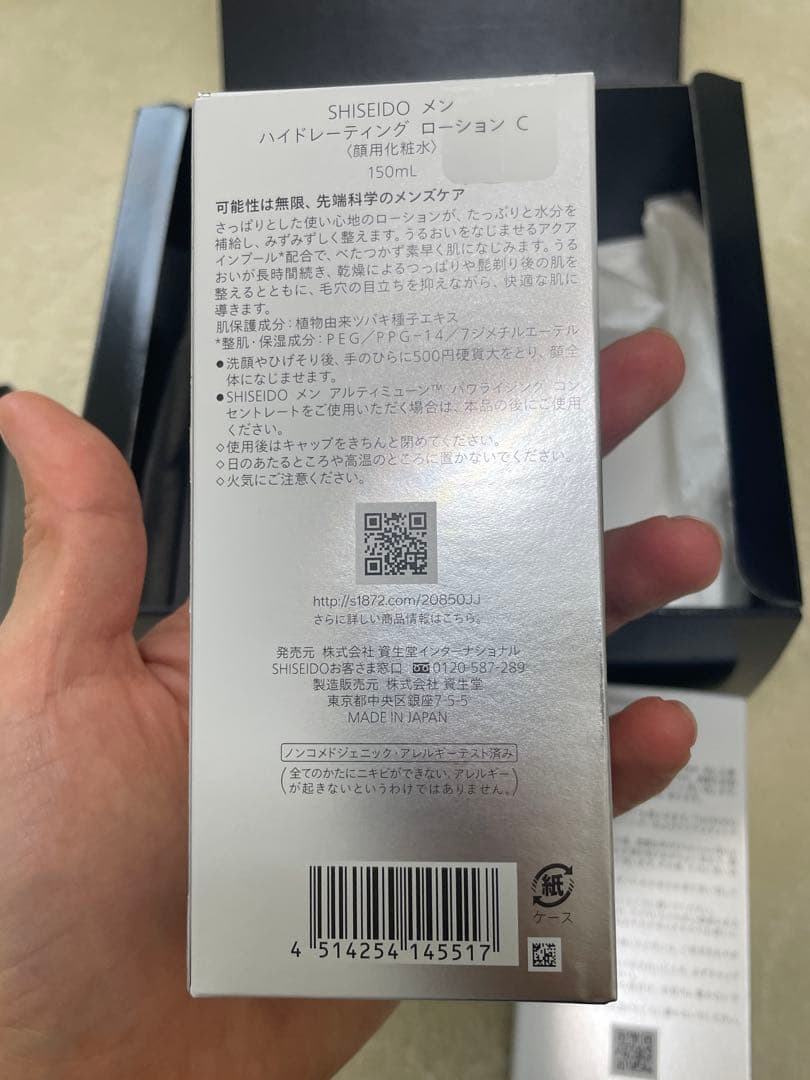 SHISEIDO メン
ハイドレーティング ローション C
〈顔用化粧水〉
150mL
可能性は無限、先端科学のメンズケア
さっぱりとした使い心地のローションが、たっぷりと水分を
補給し、みずみずしく整えます。うるおいをなじませるアクア
インプール*配合で、べたつかず素早く肌になじみます。うる
おいが長時間続き、乾燥によるつっぱりや髭剃り後の肌を
整えるとともに、毛穴の目立ちを抑えながら、快適な肌に
導きます。
肌保護成分：植物由来ツバキ種子エキス
*整肌・保湿成分：PEG／PPG-14／7ジメチルエーテル
●洗顔やひげそり後、手のひらに500円硬貨大をとり、顔全
体になじませます。
●SHISEIDO メン アルティミューン™ パワライジング コン
セントレートをご使用いただく場合は、本品の後にご使用
ください。
◇使用後はキャップをきちんと閉めてください。
◇日のあたるところや高温のところに置かないでください。
◇火気にご注意ください。
http://s1872.com/20850JJ
さらに詳しい商品情報はこちら。
発売元 株式会社 資生堂インターナショナル
SHISEIDOお客さま窓口 0120-587-289
製造販売元 株式会社 資生堂
東京都中央区銀座7-5-5
MADE IN JAPAN
ノンコメドジェニック・アレルギーテスト済み
(全てのかたにニキビができない、アレルギー
が起きないというわけではありません。)
紙
ケース
4 514254 145517